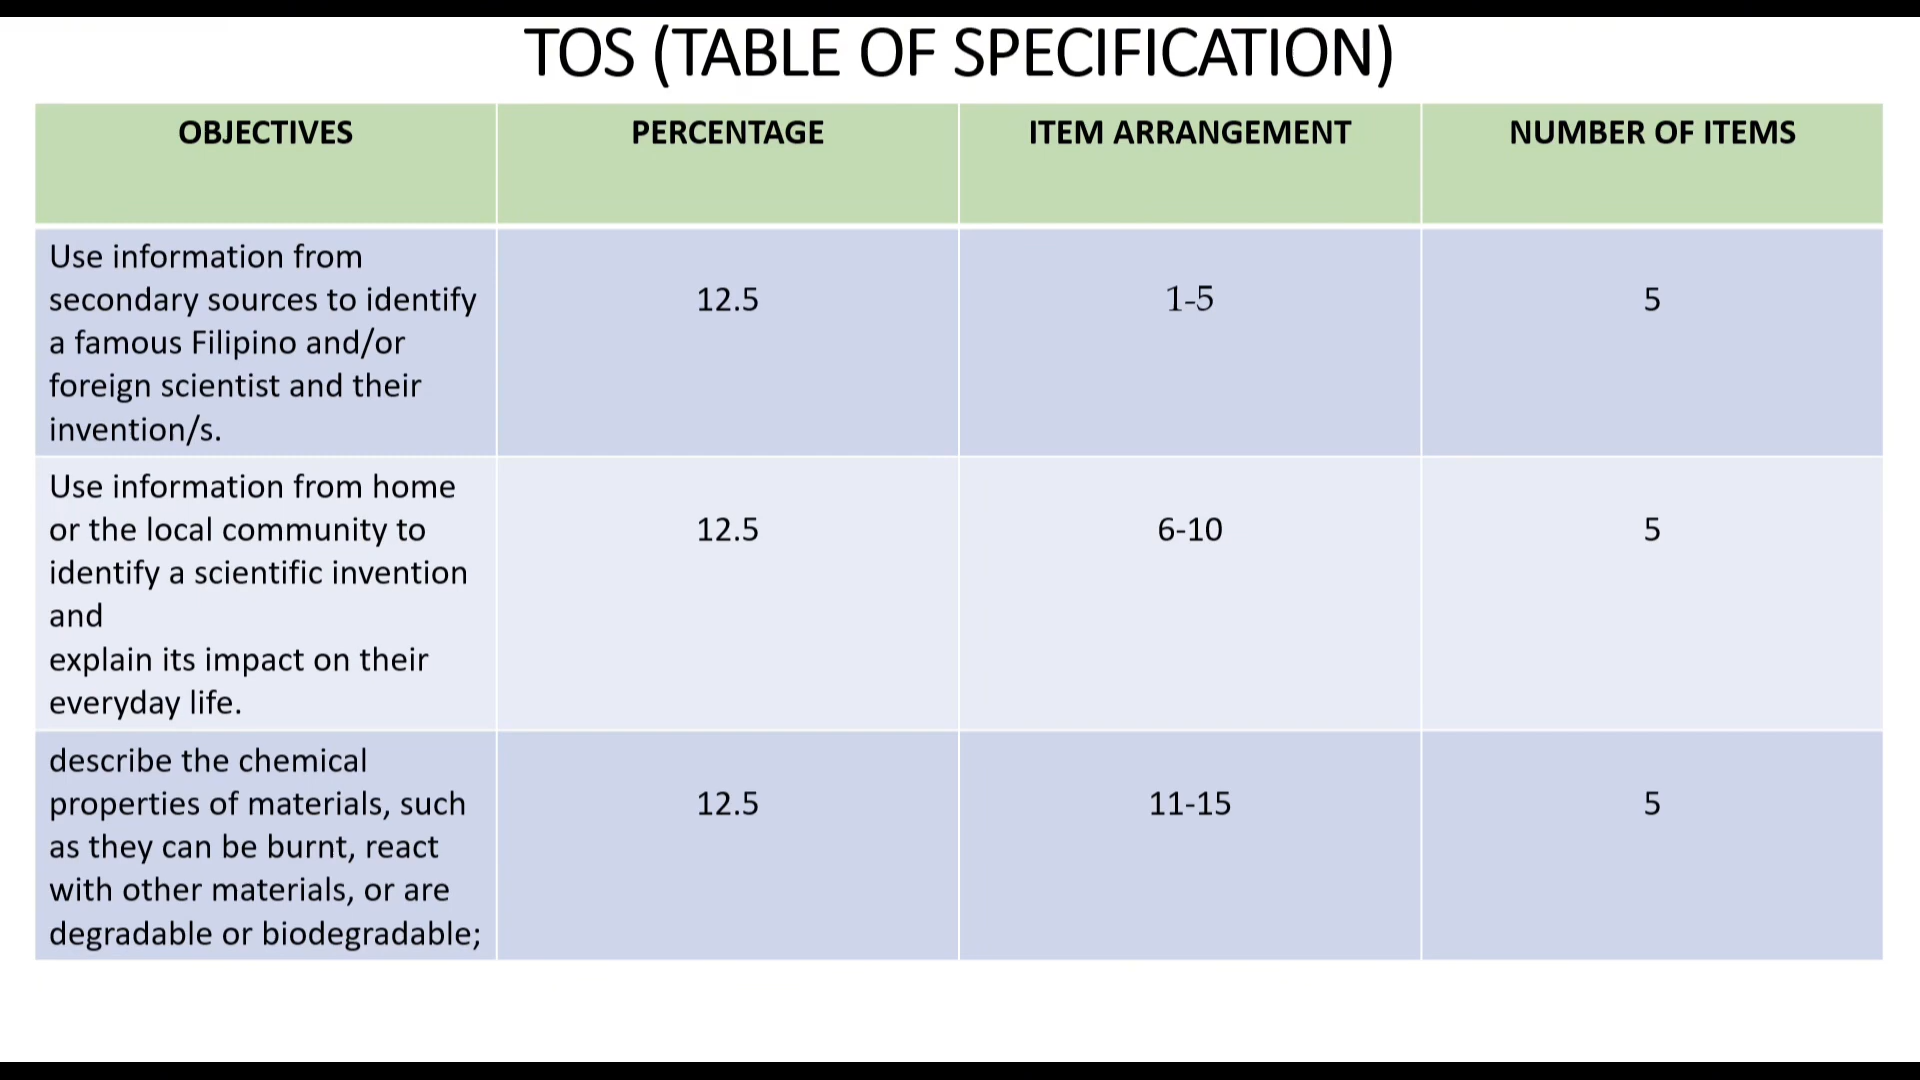 TOS (TABLE OF SPECIFICATION)
OBJECTIVES
PERCENTAGE
ITEM ARRANGEMENT
NUMBER OF ITEMS
Use information from
secondary sources to identify
a famous Filipino and/or
foreign scientist and their
invention/s.
12.5
1-5
5
Use information from home
or the local community to
identify a scientific invention
and
explain its impact on their
everyday life.
12.5
6-10
5
describe the chemical
properties of materials, such
as they can be burnt, react
with other materials, or are
degradable or biodegradable;
12.5
11-15
5